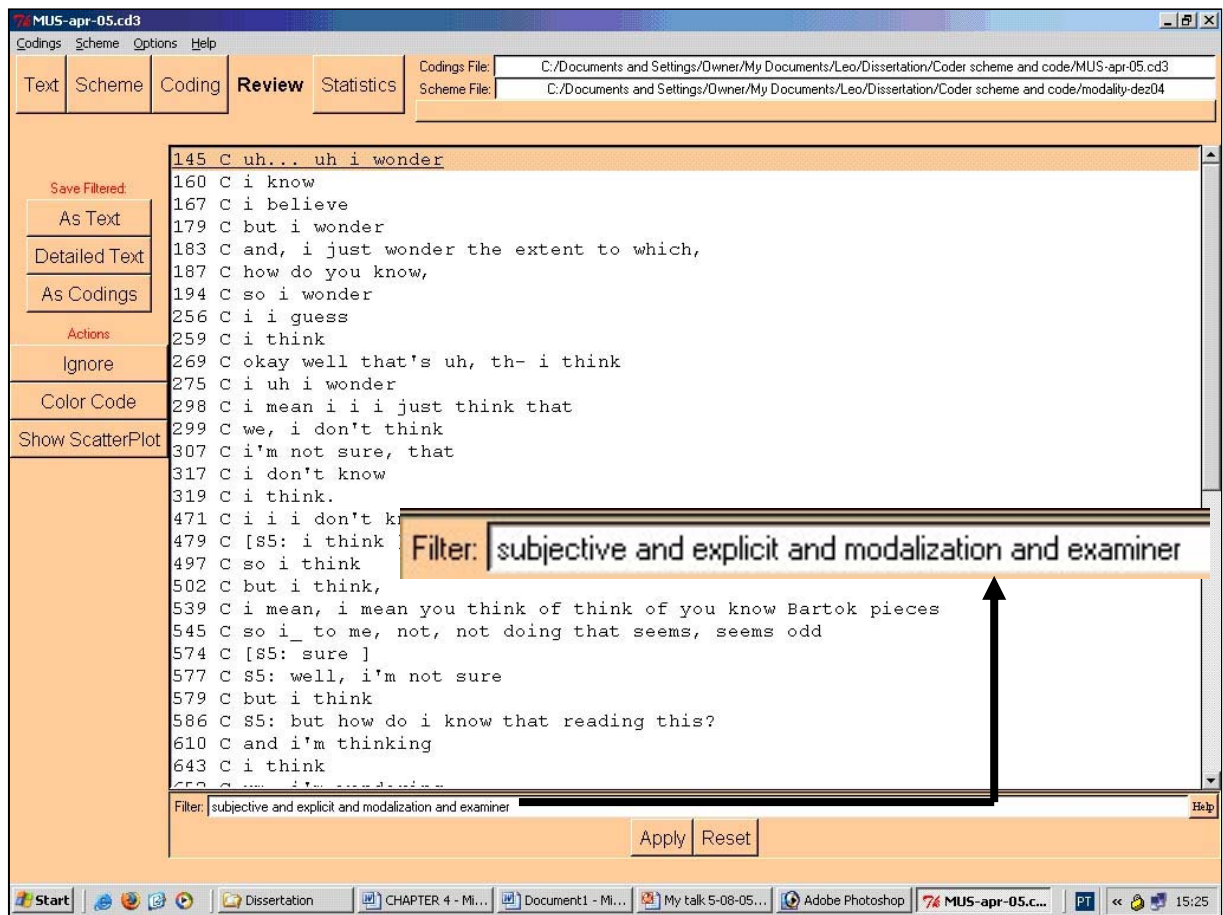 MUS-apr-05.cd3
Codings Scheme Options Help
Text Scheme Coding Review Statistics
Codings File: C:/Documents and Settings/Owner/My Documents/Leo/Dissertation/Coder scheme and code/MUS-apr-05.cd3
Scheme File: C:/Documents and Settings/Owner/My Documents/Leo/Dissertation/Coder scheme and code/modality-dez04
Save Filtered:
As Text
Detailed Text
As Codings
Actions
Ignore
Color Code
Show ScatterPlot
145 C uh... uh i wonder
160 C i know
167 C i believe
179 C but i wonder
183 C and, i just wonder the extent to which,
187 C how do you know,
194 C so i wonder
256 C i i guess
259 C i think
269 C okay well that's uh, th- i think
275 C i uh i wonder
298 C i mean i i i just think that
299 C we, i don't think
307 C i'm not sure, that
317 C i don't know
319 C i think.
471 C i i i don't
479 C [S5: i think
497 C so i think
502 C but i think,
539 C i mean, i mean you think of think of you know Bartok pieces
545 C so i_ to me, not, not doing that seems, seems odd
574 C [S5: sure ]
577 C S5: well, i'm not sure
579 C but i think
586 C S5: but how do i know that reading this?
610 C and i'm thinking
643 C i think
Filter: subjective and explicit and modalization and examiner
Filter: subjective and explicit and modalization and examiner
Help
Apply Reset
Start Dissertation CHAPTER 4 - Mi... Document1 - Mi... My talk 5-08-05... Adobe Photoshop MUS-apr-05.c... PT « 15:25